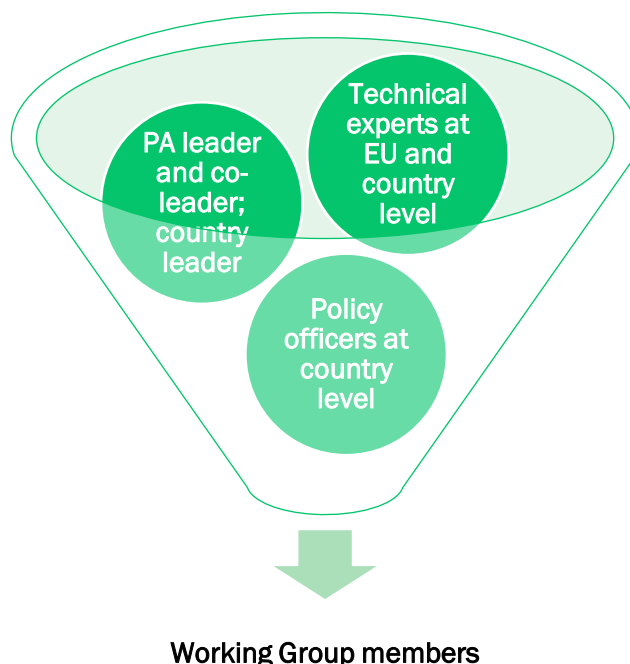 PA leader
and co-
leader;
country
leader
Technical
experts at
EU and
country
level
Policy
officers at
country
level
Working Group members